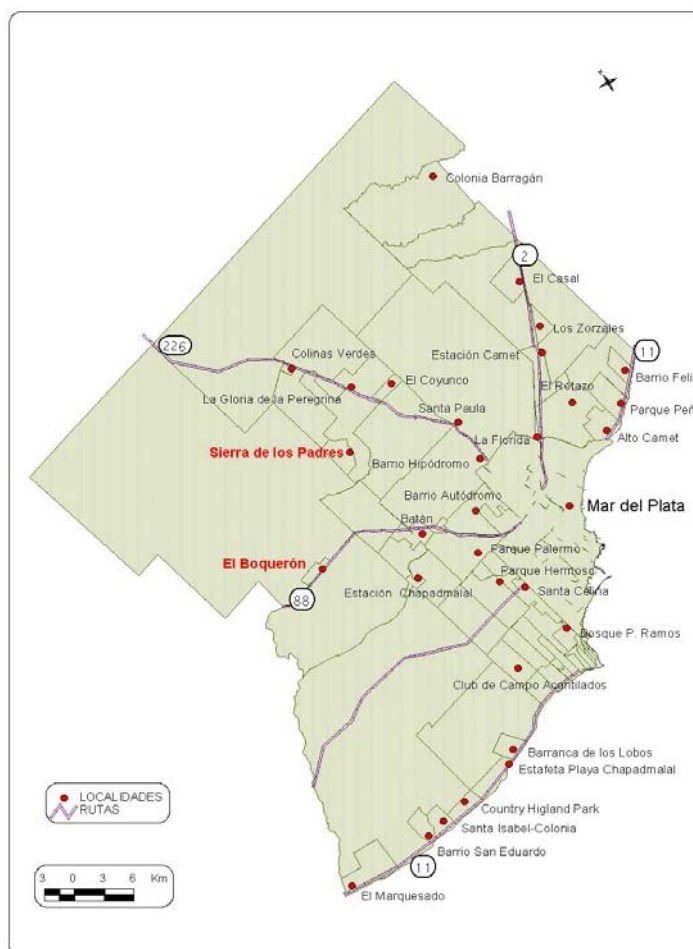 Colonia Barragán
2
El Casal
Los Zorzales
226
11
Colinas Verdes
Estación Camet
Barrio Feliz
El Coyunco
El Retazo
La Gloria de la Peregrina
Parque Peñ
Santa Paula
La Florida
Alto Camet
Sierra de los Padres
Barrio Hipódromo
Barrio Autódromo
Mar del Plata
Batán
Parque Palermo
El Boquerón
Parque Hermoso
Estación Chapadmalal
Santa Celina
88
Bosque P. Ramos
Club de Campo Acantilados
Barranca de los Lobos
Estafeta Playa Chapadmalal
LOCALIDADES
RUTAS
Country Higland Park
Santa Isabel-Colonia
Barrio San Eduardo
11
3 0 3 6 Km
El Marquesado